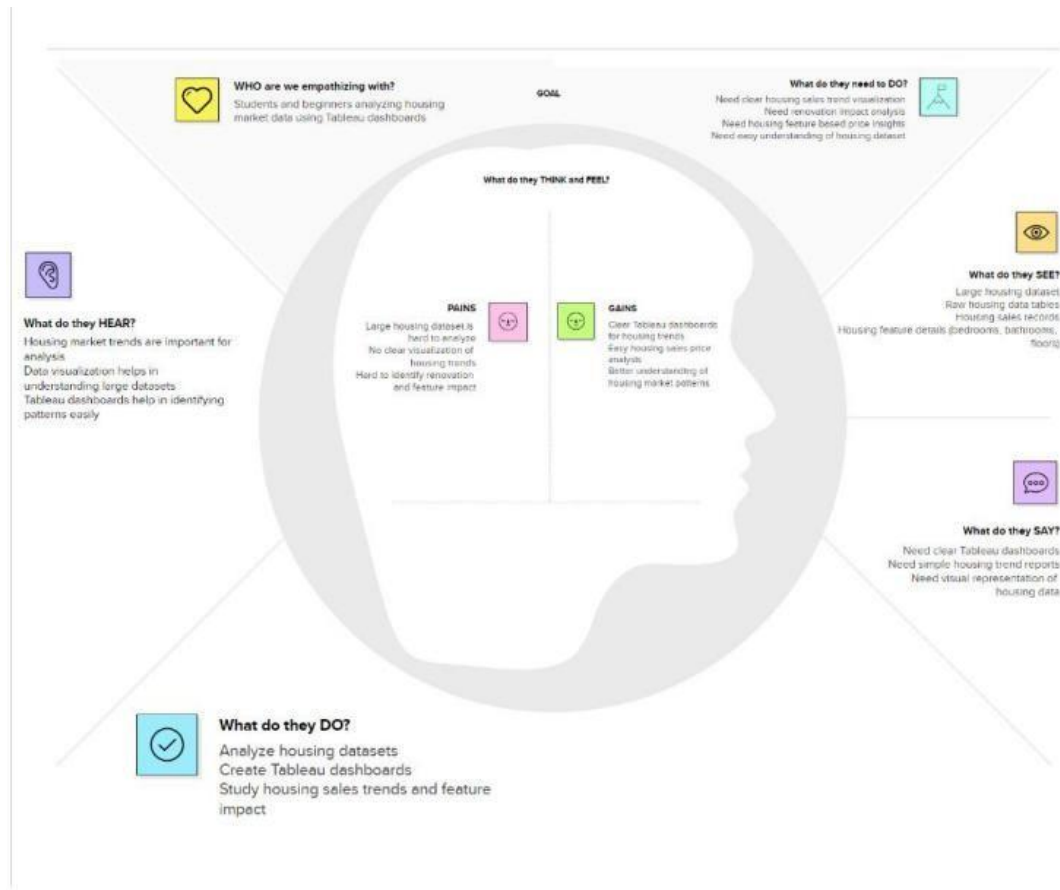 WHO are we empathizing with?
Students and beginners analyzing housing
market data using Tableau dashboards
GOAL
What do they need to DO?
Need clear housing sales trend visualization
Need renovation impact analysis
Need housing feature based price insights
Need easy understanding of housing dataset
What do they THINK and FEEL?
What do they HEAR?
Housing market trends are important for
analysis
Data visualization helps in
understanding large datasets
Tableau dashboards help in identifying
patterns easily
PAINS
Large housing dataset is
hard to analyze
No clear visualization of
housing trends
Hard to identify renovation
and feature impact
GAINS
Clear Tableau dashboards
for housing trends
Easy housing sales price
analysis
Better understanding of
housing market patterns
What do they SEE?
Large housing dataset
Raw housing data tables
Housing sales records
Housing feature details (bedrooms, bathrooms,
floors)
What do they SAY?
Need clear Tableau dashboards
Need simple housing trend reports
Need visual representation of
housing data
What do they DO?
Analyze housing datasets
Create Tableau dashboards
Study housing sales trends and feature
impact